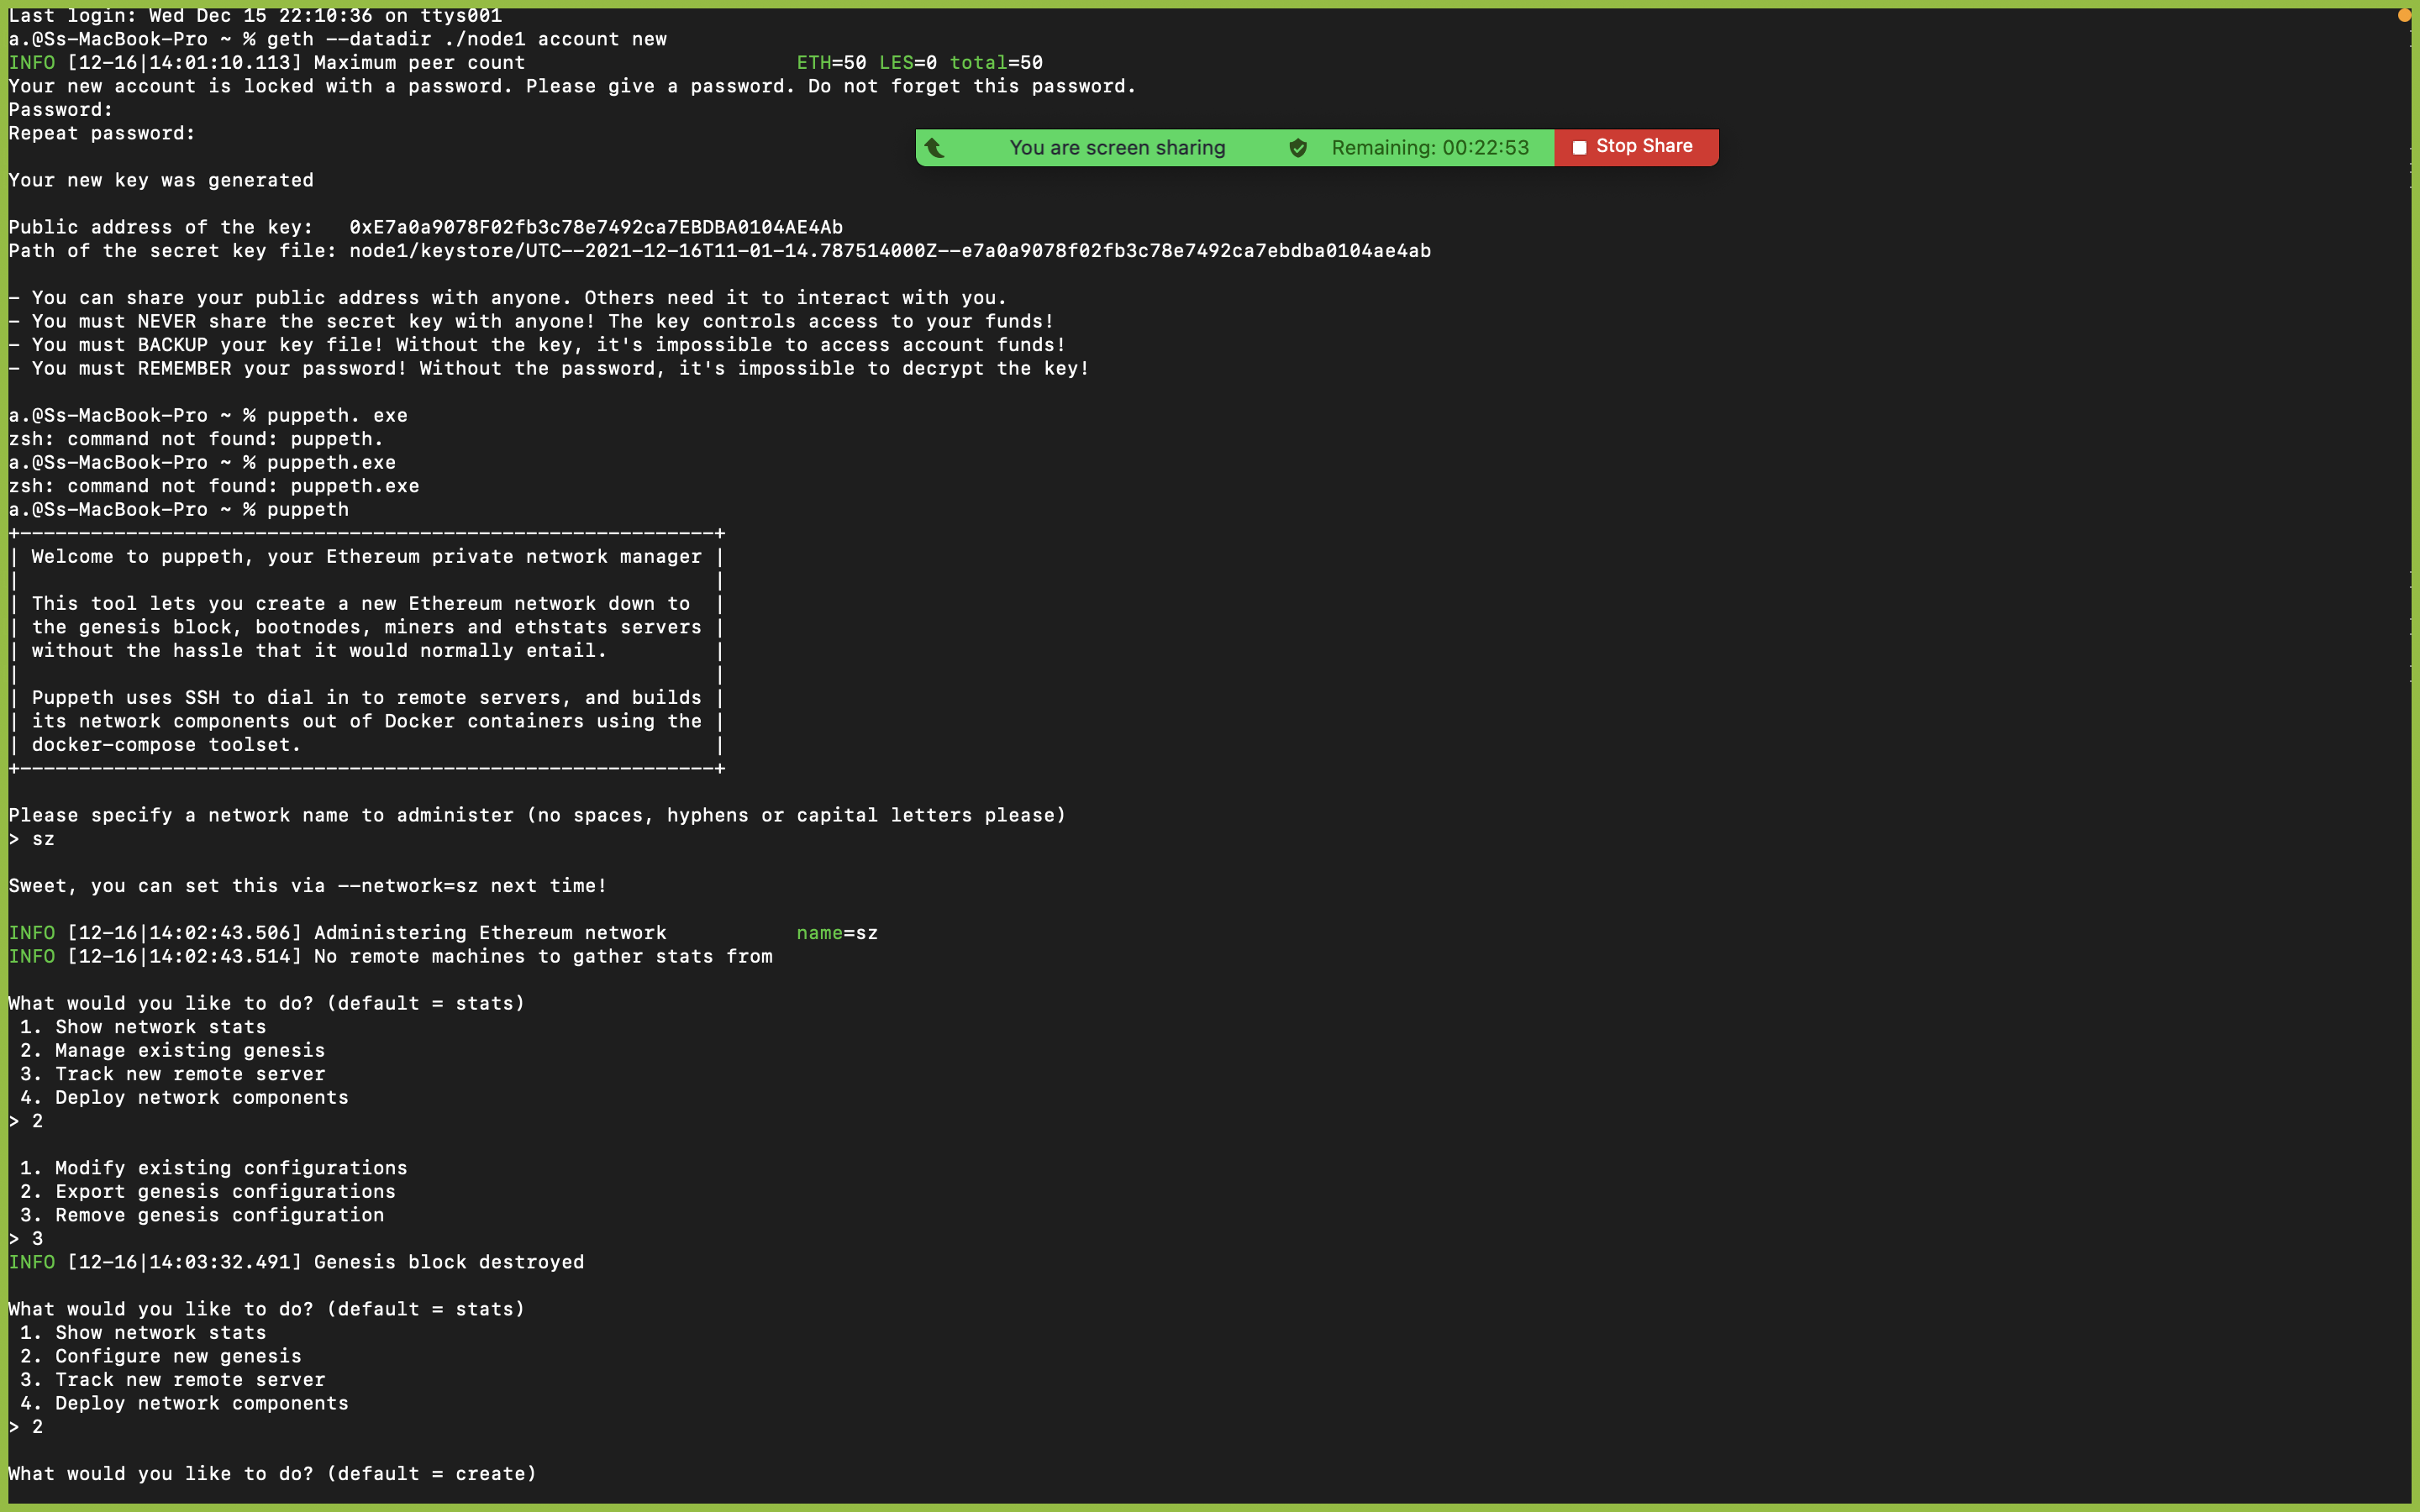 Last login: Wed Dec 15 22:10:36 on ttys001
a.@Ss-MacBook-Pro ~ % geth --datadir ./node1 account new
INFO [12-16|14:01:10.113] Maximum peer count                       ETH=50 LES=0 total=50
Your new account is locked with a password. Please give a password. Do not forget this password.
Password:
Repeat password:
You are screen sharing Remaining: 00:22:53 Stop Share
Your new key was generated
Public address of the key:   0xE7a0a9078F02fb3c78e7492ca7EBDBA0104AE4Ab
Path of the secret key file: node1/keystore/UTC--2021-12-16T11-01-14.787514000Z--e7a0a9078f02fb3c78e7492ca7ebdba0104ae4ab
- You can share your public address with anyone. Others need it to interact with you.
- You must NEVER share the secret key with anyone! The key controls access to your funds!
- You must BACKUP your key file! Without the key, it's impossible to access account funds!
- You must REMEMBER your password! Without the password, it's impossible to decrypt the key!
a.@Ss-MacBook-Pro ~ % puppeth. exe
zsh: command not found: puppeth.
a.@Ss-MacBook-Pro ~ % puppeth.exe
zsh: command not found: puppeth.exe
a.@Ss-MacBook-Pro ~ % puppeth
+-----------------------------------------------------------+
| Welcome to puppeth, your Ethereum private network manager |
|                                                           |
| This tool lets you create a new Ethereum network down to  |
| the genesis block, bootnodes, miners and ethstats servers |
| without the hassle that it would normally entail.         |
|                                                           |
| Puppeth uses SSH to dial in to remote servers, and builds |
| its network components out of Docker containers using the |
| docker-compose toolset.                                   |
+-----------------------------------------------------------+
Please specify a network name to administer (no spaces, hyphens or capital letters please)
> sz
Sweet, you can set this via --network=sz next time!
INFO [12-16|14:02:43.506] Administering Ethereum network           name=sz
INFO [12-16|14:02:43.514] No remote machines to gather stats from
What would you like to do? (default = stats)
1. Show network stats
2. Manage existing genesis
3. Track new remote server
4. Deploy network components
> 2
1. Modify existing configurations
2. Export genesis configurations
3. Remove genesis configuration
> 3
INFO [12-16|14:03:32.491] Genesis block destroyed
What would you like to do? (default = stats)
1. Show network stats
2. Configure new genesis
3. Track new remote server
4. Deploy network components
> 2
What would you like to do? (default = create)